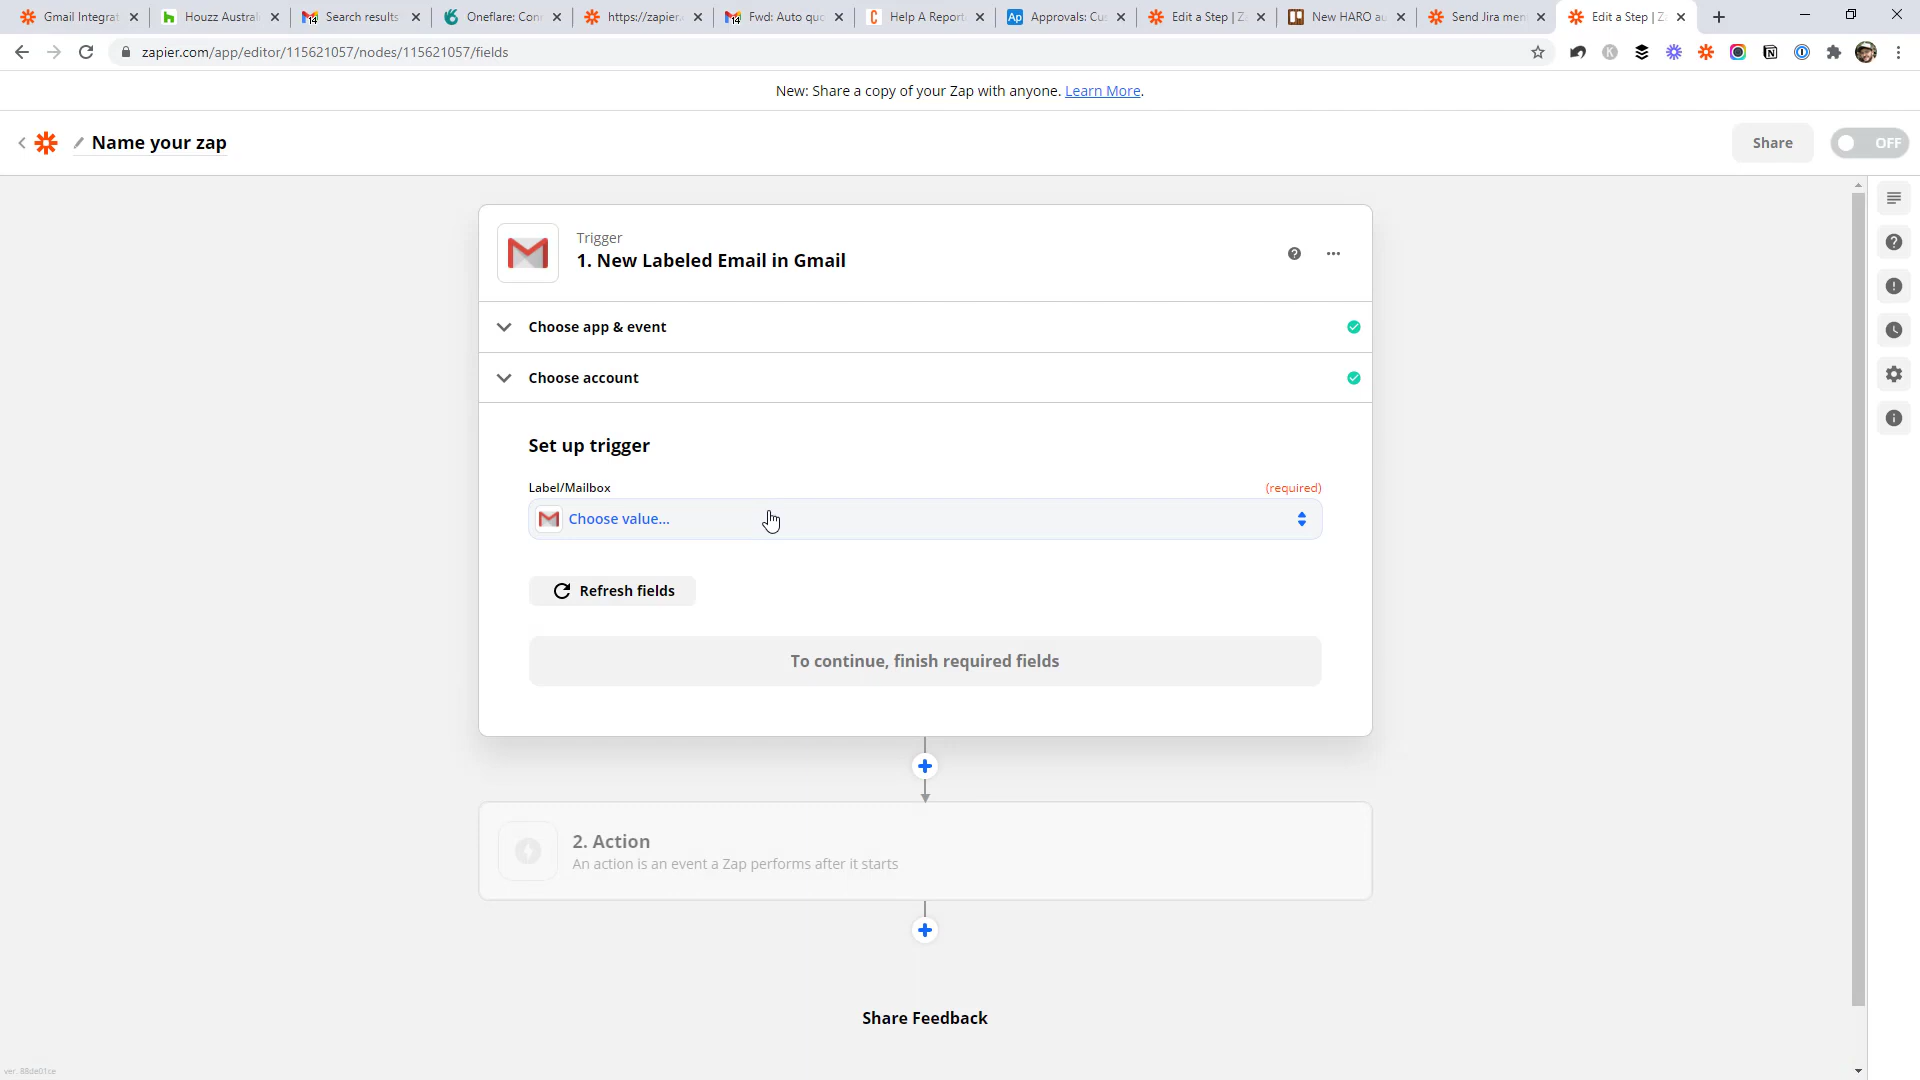 Gmail Integrat
Houzz Austral
Search results
Oneflare: Con
https://zapier.
Fwd: Auto quo
Help A Report
Approvals: Cu
Edit a Step | Z
New HARO au
Send Jira men
Edit a Step | Z
zapier.com/app/editor/115621057/nodes/115621057/fields
New: Share a copy of your Zap with anyone. Learn More.
Name your zap
Share
OFF
Trigger
1. New Labeled Email in Gmail
Choose app & event
Choose account
Set up trigger
Label/Mailbox
(required)
Choose value...
Refresh fields
To continue, finish required fields
2. Action
An action is an event a Zap performs after it starts
Share Feedback
ver. 88de01ce